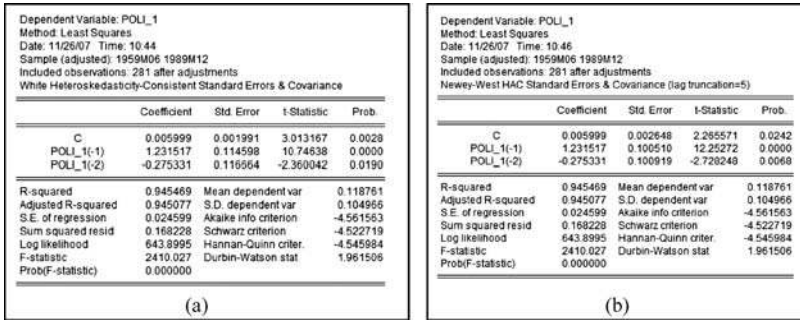 Dependent Variable: POLI_1
Method: Least Squares
Date: 11/26/07 Time: 10:44
Sample (adjusted): 1959M06 1989M12
Included observations: 281 after adjustments
White Heteroskedasticity-Consistent Standard Errors & Covariance
Coefficient Std. Error t-Statistic Prob.
C 0.005999 0.001991 3.013167 0.0028
POLI_1(-1) 1.231517 0.114598 10.74638 0.0000
POLI_1(-2) -0.275331 0.116664 -2.360042 0.0190
R-squared 0.945469 Mean dependent var 0.118761
Adjusted R-squared 0.945077 S.D. dependent var 0.104966
S.E. of regression 0.024599 Akaike info criterion -4.561563
Sum squared resid 0.168228 Schwarz criterion -4.522719
Log likelihood 643.8995 Hannan-Quinn criter. -4.545984
F-statistic 2410.027 Durbin-Watson stat 1.961506
Prob(F-statistic) 0.000000
(a)
Dependent Variable: POLI_1
Method: Least Squares
Date: 11/26/07 Time: 10:46
Sample (adjusted): 1959M06 1989M12
Included observations: 281 after adjustments
Newey-West HAC Standard Errors & Covariance (lag truncation=5)
Coefficient Std. Error t-Statistic Prob.
C 0.005999 0.002648 2.265571 0.0242
POLI_1(-1) 1.231517 0.100510 12.25272 0.0000
POLI_1(-2) -0.275331 0.100919 -2.728248 0.0068
R-squared 0.945469 Mean dependent var 0.118761
Adjusted R-squared 0.945077 S.D. dependent var 0.104966
S.E. of regression 0.024599 Akaike info criterion -4.561563
Sum squared resid 0.168228 Schwarz criterion -4.522719
Log likelihood 643.8995 Hannan-Quinn criter. -4.545984
F-statistic 2410.027 Durbin-Watson stat 1.961506
Prob(F-statistic) 0.000000
(b)